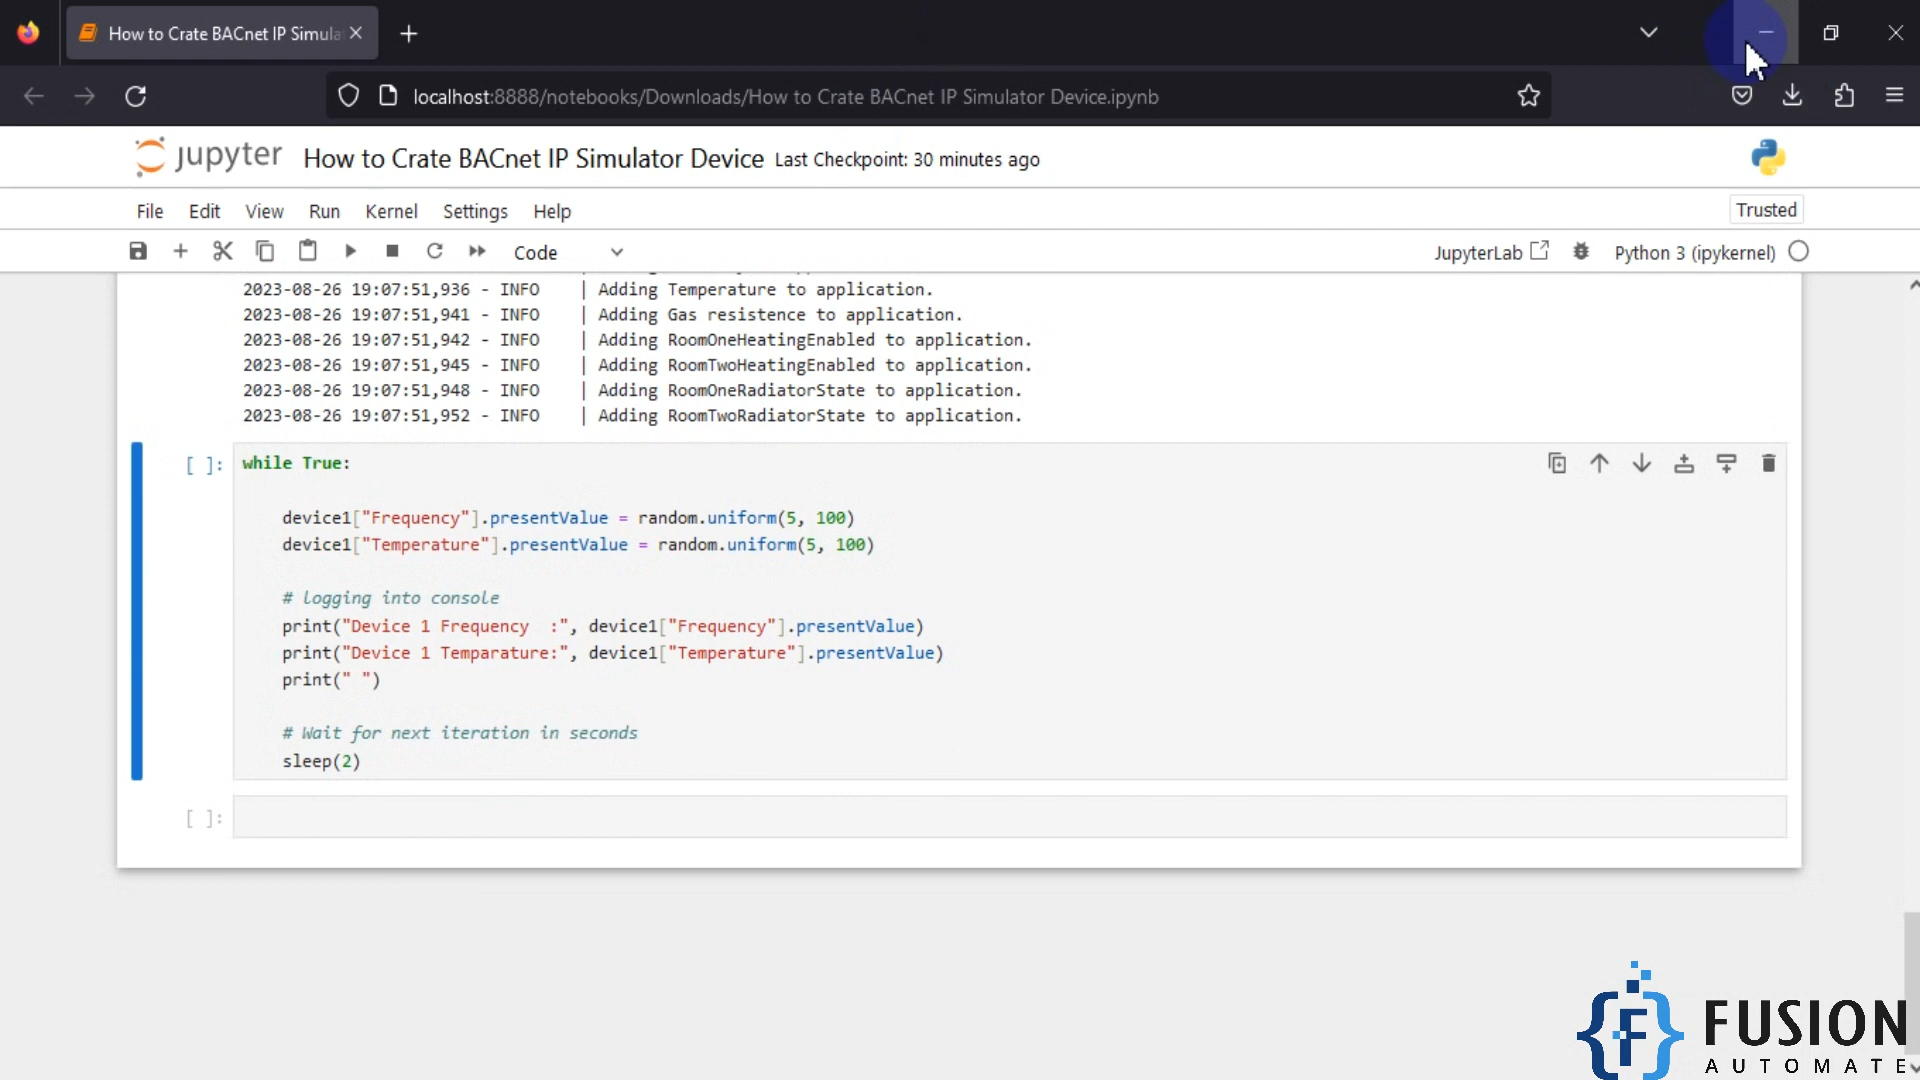 How to Crate BACnet IP Simula
localhost:8888/notebooks/Downloads/How to Crate BACnet IP Simulator Device.ipynb
jupyter How to Crate BACnet IP Simulator Device Last Checkpoint: 30 minutes ago
File Edit View Run Kernel Settings Help Trusted
Code JupyterLab Python 3 (ipykernel)
2023-08-26 19:07:51,936 - INFO | Adding Temperature to application.
2023-08-26 19:07:51,941 - INFO | Adding Gas resistence to application.
2023-08-26 19:07:51,942 - INFO | Adding RoomOneHeatingEnabled to application.
2023-08-26 19:07:51,945 - INFO | Adding RoomTwoHeatingEnabled to application.
2023-08-26 19:07:51,948 - INFO | Adding RoomOneRadiatorState to application.
2023-08-26 19:07:51,952 - INFO | Adding RoomTwoRadiatorState to application.
[ ]: while True:
device1["Frequency"].presentValue = random.uniform(5, 100)
device1["Temperature"].presentValue = random.uniform(5, 100)
# logging into console
print("Device 1 Frequency  :", device1["Frequency"].presentValue)
print("Device 1 Temparature:", device1["Temperature"].presentValue)
print(" ")
# Wait for next iteration in seconds
sleep(2)
[ ]:
FUSION
AUTOMATE